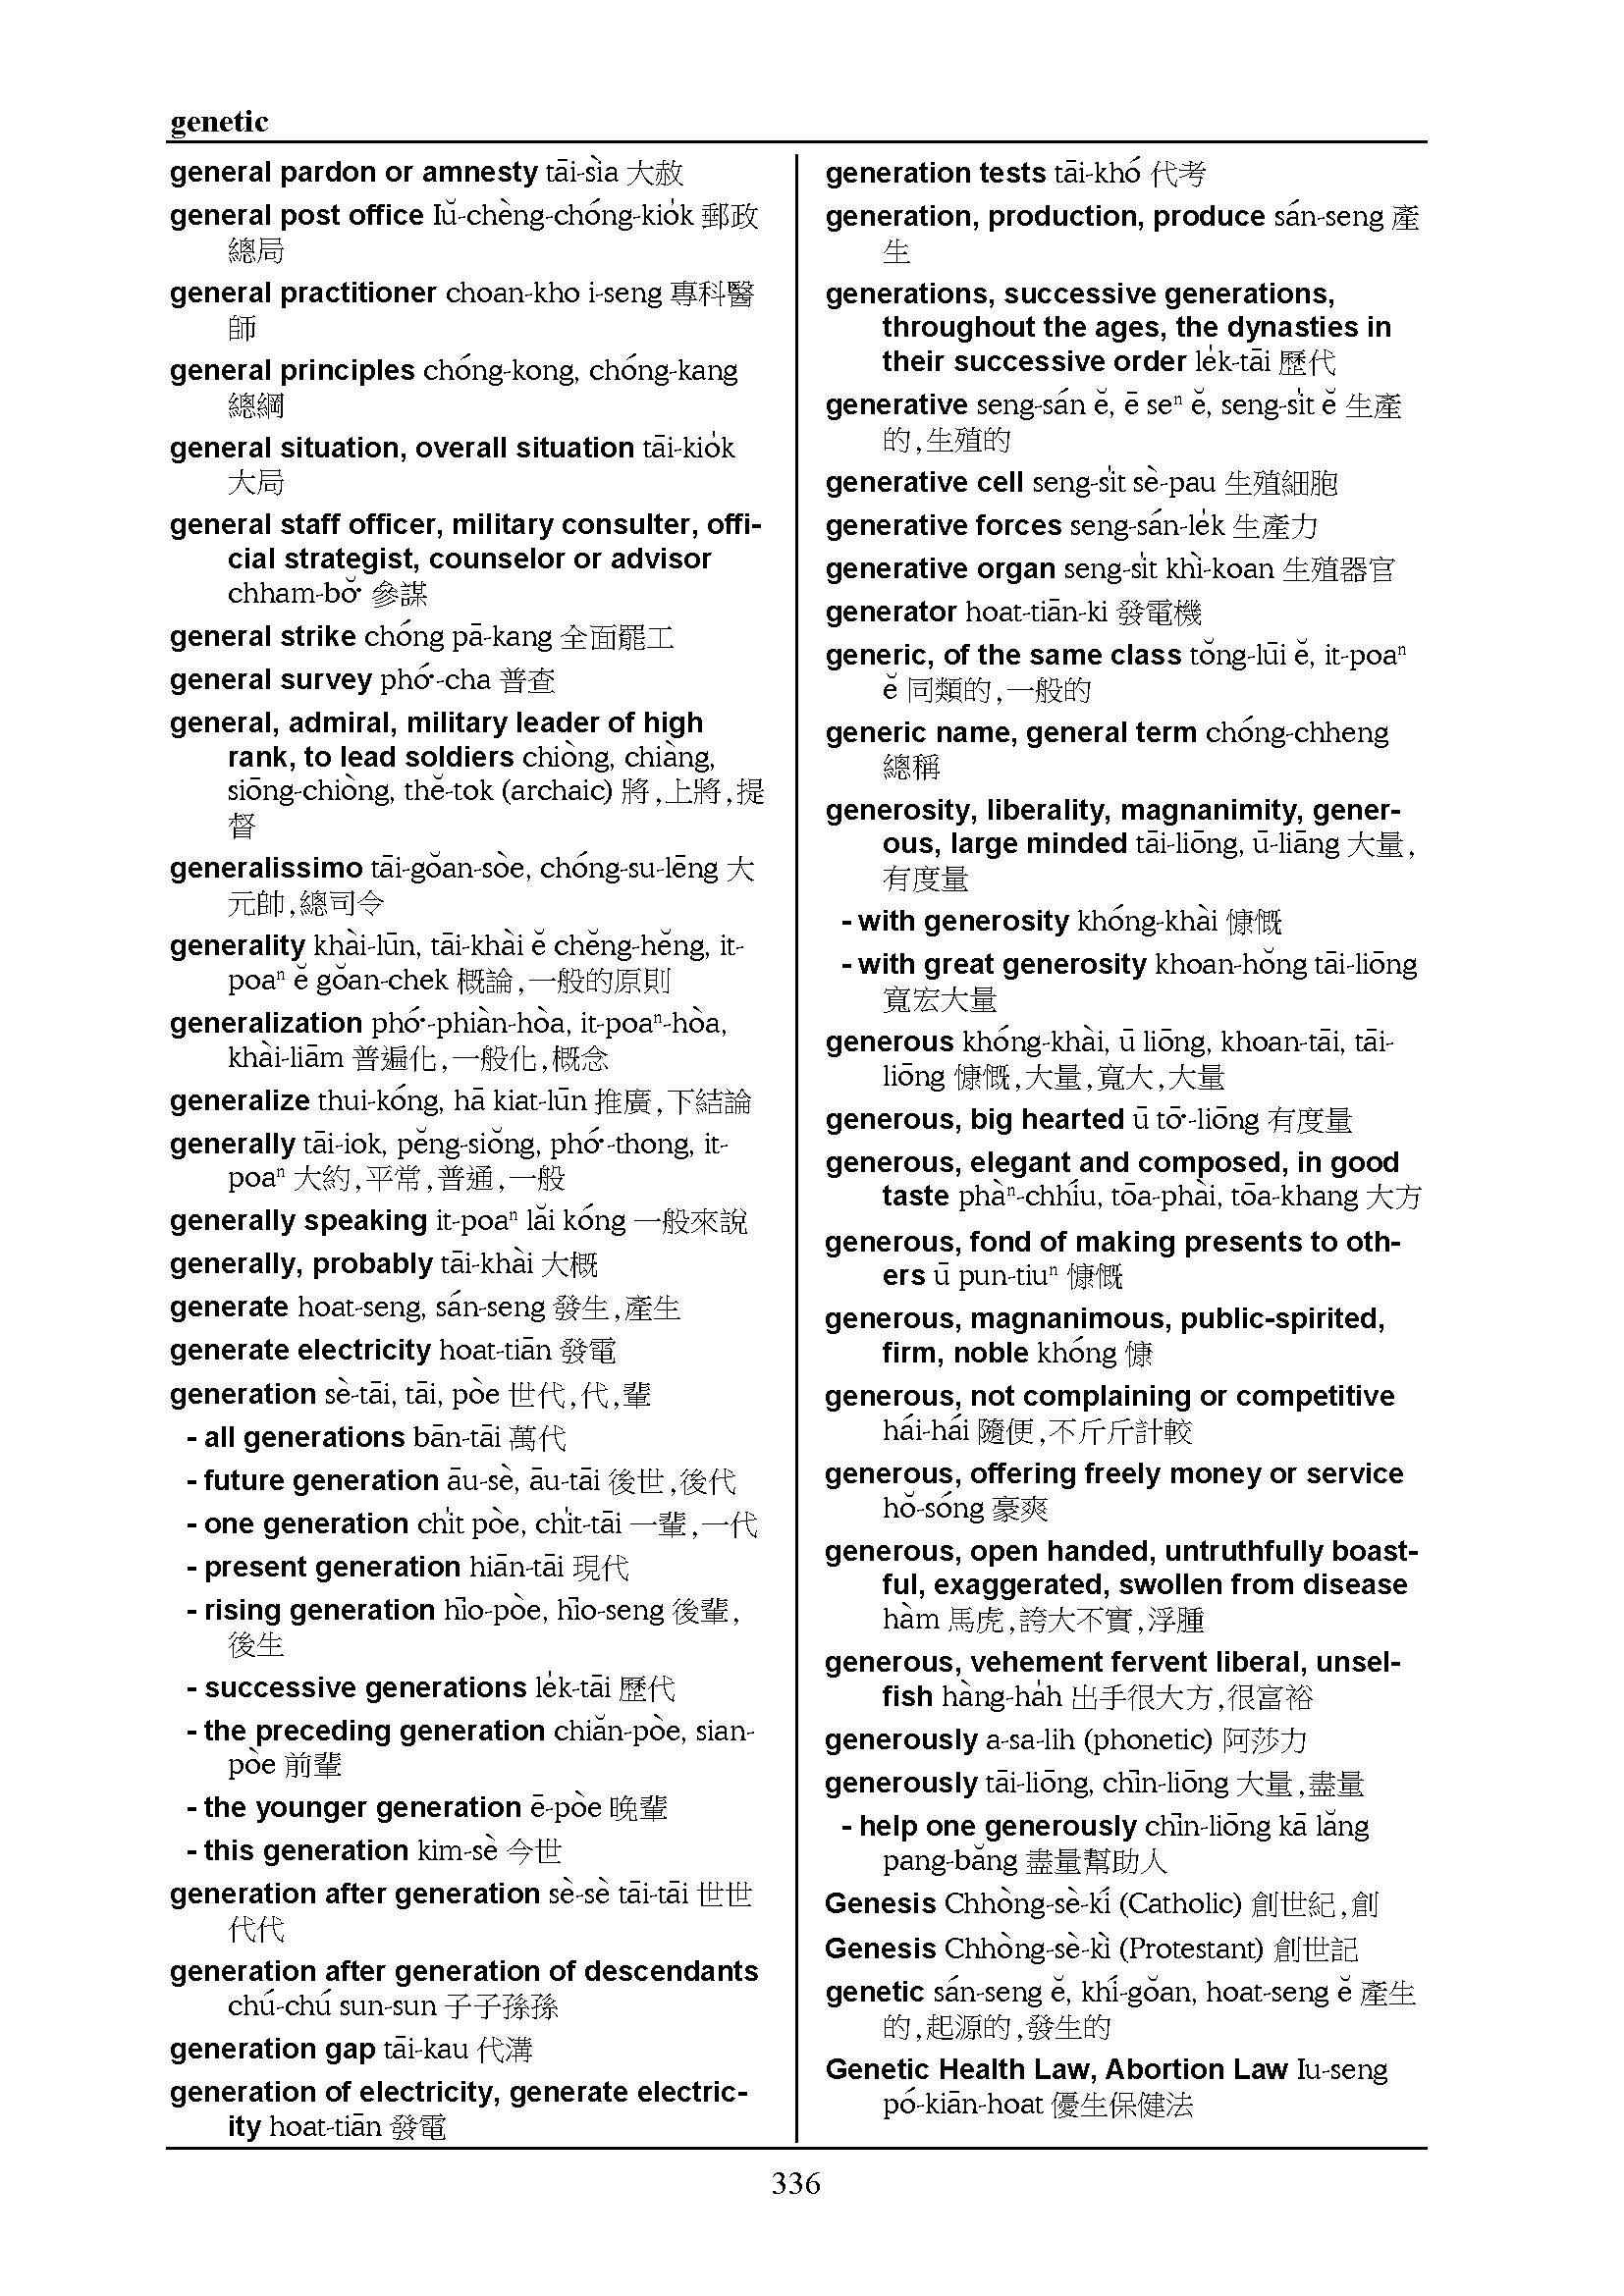 genetic
general pardon or amnesty tāi-sìa 大赦
general post office Iŭ-chèng-chóng-kio̍k 郵政
總局
general practitioner choan-kho i-seng 專科醫
師
general principles chóng-kong, chóng-kang
總綱
general situation, overall situation tāi-kio̍k
大局
general staff officer, military consulter, offi-
cial strategist, counselor or advisor
chham-bŏ͘ 參謀
general strike chóng pā-kang 全面罷工
general survey phó͘-cha 普查
general, admiral, military leader of high
rank, to lead soldiers chiòng, chiàng,
siōng-chiòng, thĕ-tok (archaic) 將,上將,提
督
generalissimo tāi-gŏan-sòe, chóng-su-lēng 大
元帥,總司令
generality khài-lūn, tāi-khài ĕ chĕng-hĕng, it-
poaⁿ ĕ gŏan-chek 概論,一般的原則
generalization phó͘-phiàn-hòa, it-poaⁿ-hòa,
khài-liām 普遍化,一般化,概念
generalize thui-kóng, hā kiat-lūn 推廣,下結論
generally tāi-iok, pĕng-siŏng, phó͘-thong, it-
poaⁿ 大約,平常,普通,一般
generally speaking it-poaⁿ lăi kóng 一般來說
generally, probably tāi-khài 大概
generate hoat-seng, sán-seng 發生,產生
generate electricity hoat-tiān 發電
generation sè-tāi, tāi, pòe 世代,代,輩
- all generations bān-tāi 萬代
- future generation āu-sè, āu-tāi 後世,後代
- one generation chi̍t pòe, chi̍t-tāi 一輩,一代
- present generation hiān-tāi 現代
- rising generation hīo-pòe, hīo-seng 後輩,
後生
- successive generations le̍k-tāi 歷代
- the preceding generation chiăn-pòe, sian-
pòe 前輩
- the younger generation ē-pòe 晚輩
- this generation kim-sè 今世
generation after generation sè-sè tāi-tāi 世世
代代
generation after generation of descendants
chú-chú sun-sun 子子孫孫
generation gap tāi-kau 代溝
generation of electricity, generate electric-
ity hoat-tiān 發電
generation tests tāi-khó 代考
generation, production, produce sán-seng 產
生
generations, successive generations,
throughout the ages, the dynasties in
their successive order le̍k-tāi 歷代
generative seng-sán ĕ, ē seⁿ ĕ, seng-si̍t ĕ 生產
的,生殖的
generative cell seng-si̍t sè-pau 生殖細胞
generative forces seng-sán-le̍k 生產力
generative organ seng-si̍t khì-koan 生殖器官
generator hoat-tiān-ki 發電機
generic, of the same class tŏng-lūi ĕ, it-poaⁿ
ĕ 同類的,一般的
generic name, general term chóng-chheng
總稱
generosity, liberality, magnanimity, gener-
ous, large minded tāi-liōng, ū-liāng 大量,
有度量
- with generosity khóng-khài 慷慨
- with great generosity khoan-hŏng tāi-liōng
寬宏大量
generous khóng-khài, ū liōng, khoan-tāi, tāi-
liōng 慷慨,大量,寬大,大量
generous, big hearted ū tō͘-liōng 有度量
generous, elegant and composed, in good
taste phàⁿ-chhíu, tōa-phài, tōa-khang 大方
generous, fond of making presents to oth-
ers ū pun-tiuⁿ 慷慨
generous, magnanimous, public-spirited,
firm, noble khóng 慷
generous, not complaining or competitive
hái-hái 隨便,不斤斤計較
generous, offering freely money or service
hŏ-sóng 豪爽
generous, open handed, untruthfully boast-
ful, exaggerated, swollen from disease
hàm 馬虎,誇大不實,浮腫
generous, vehement fervent liberal, unsel-
fish hàng-ha̍h 出手很大方,很富裕
generously a-sa-lih (phonetic) 阿莎力
generously tāi-liōng, chīn-liōng 大量,盡量
- help one generously chīn-liōng kā lăng
pang-băng 盡量幫助人
Genesis Chhòng-sè-kí (Catholic) 創世紀,創
Genesis Chhòng-sè-kì (Protestant) 創世記
genetic sán-seng ĕ, khí-gŏan, hoat-seng ĕ 產生
的,起源的,發生的
Genetic Health Law, Abortion Law Iu-seng
pó-kiān-hoat 優生保健法
336